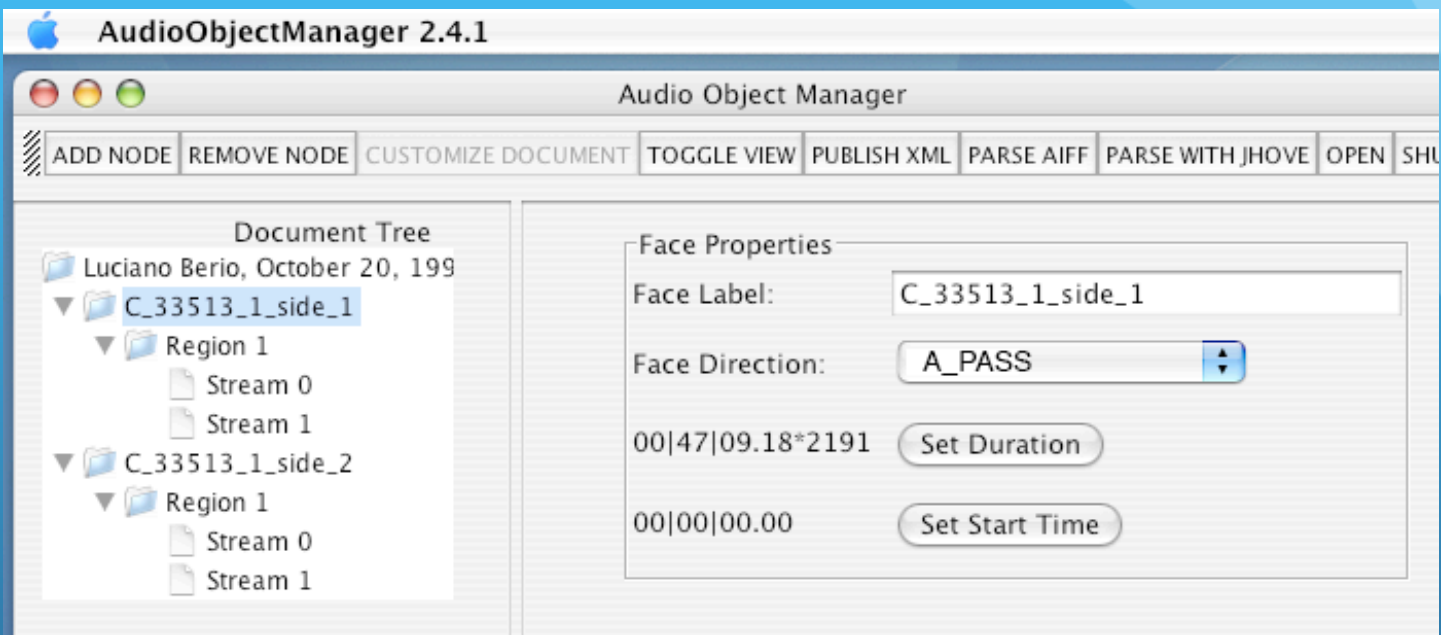 AudioObjectManager 2.4.1
Audio Object Manager
ADD NODE REMOVE NODE CUSTOMIZE DOCUMENT TOGGLE VIEW PUBLISH XML PARSE AIFF PARSE WITH JHOVE OPEN
Document Tree
Luciano Berio, October 20, 199
C_33513_1_side_1
Region 1
Stream 0
Stream 1
C_33513_1_side_2
Region 1
Stream 0
Stream 1
Face Properties
Face Label: C_33513_1_side_1
Face Direction: A_PASS
00|47|09.18*2191 Set Duration
00|00|00.00 Set Start Time